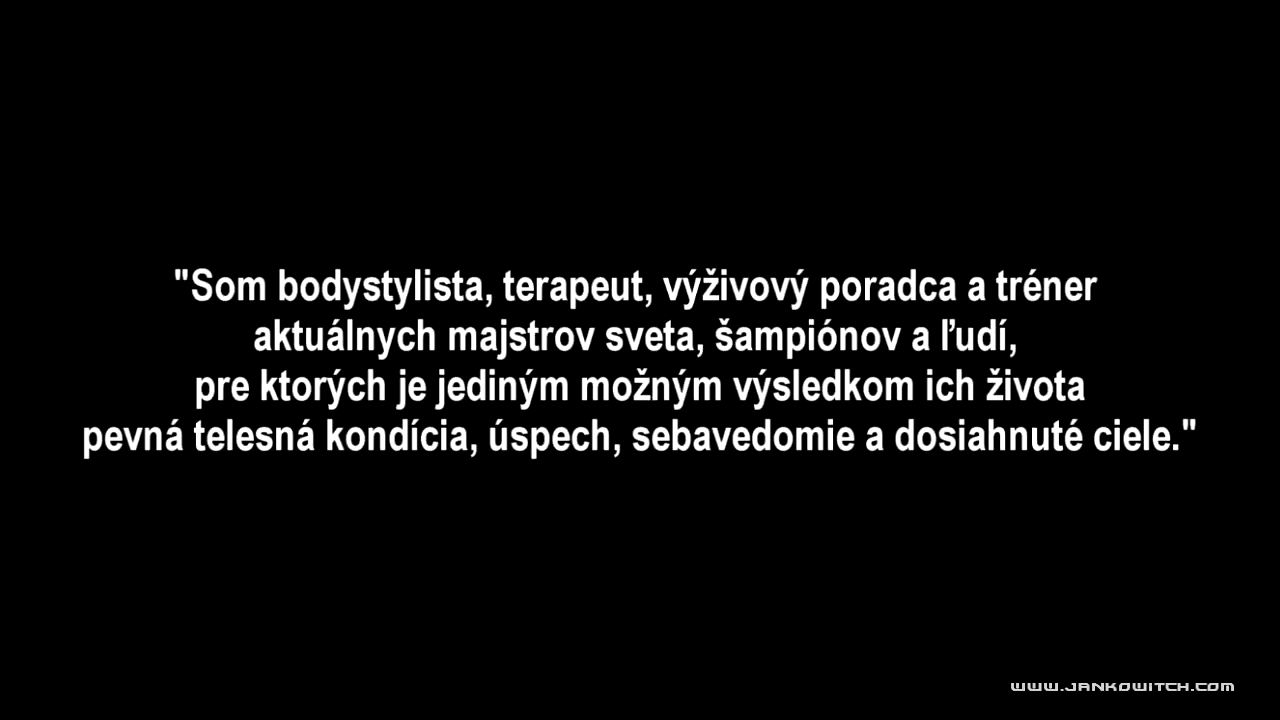 "Som bodystylista, terapeut, výživový poradca a tréner
aktuálnych majstrov sveta, šampiónov a ľudí,
pre ktorých je jediným možným výsledkom ich života
pevná telesná kondícia, úspech, sebavedomie a dosiahnuté ciele."
WWW.JANKOWITCH.COM